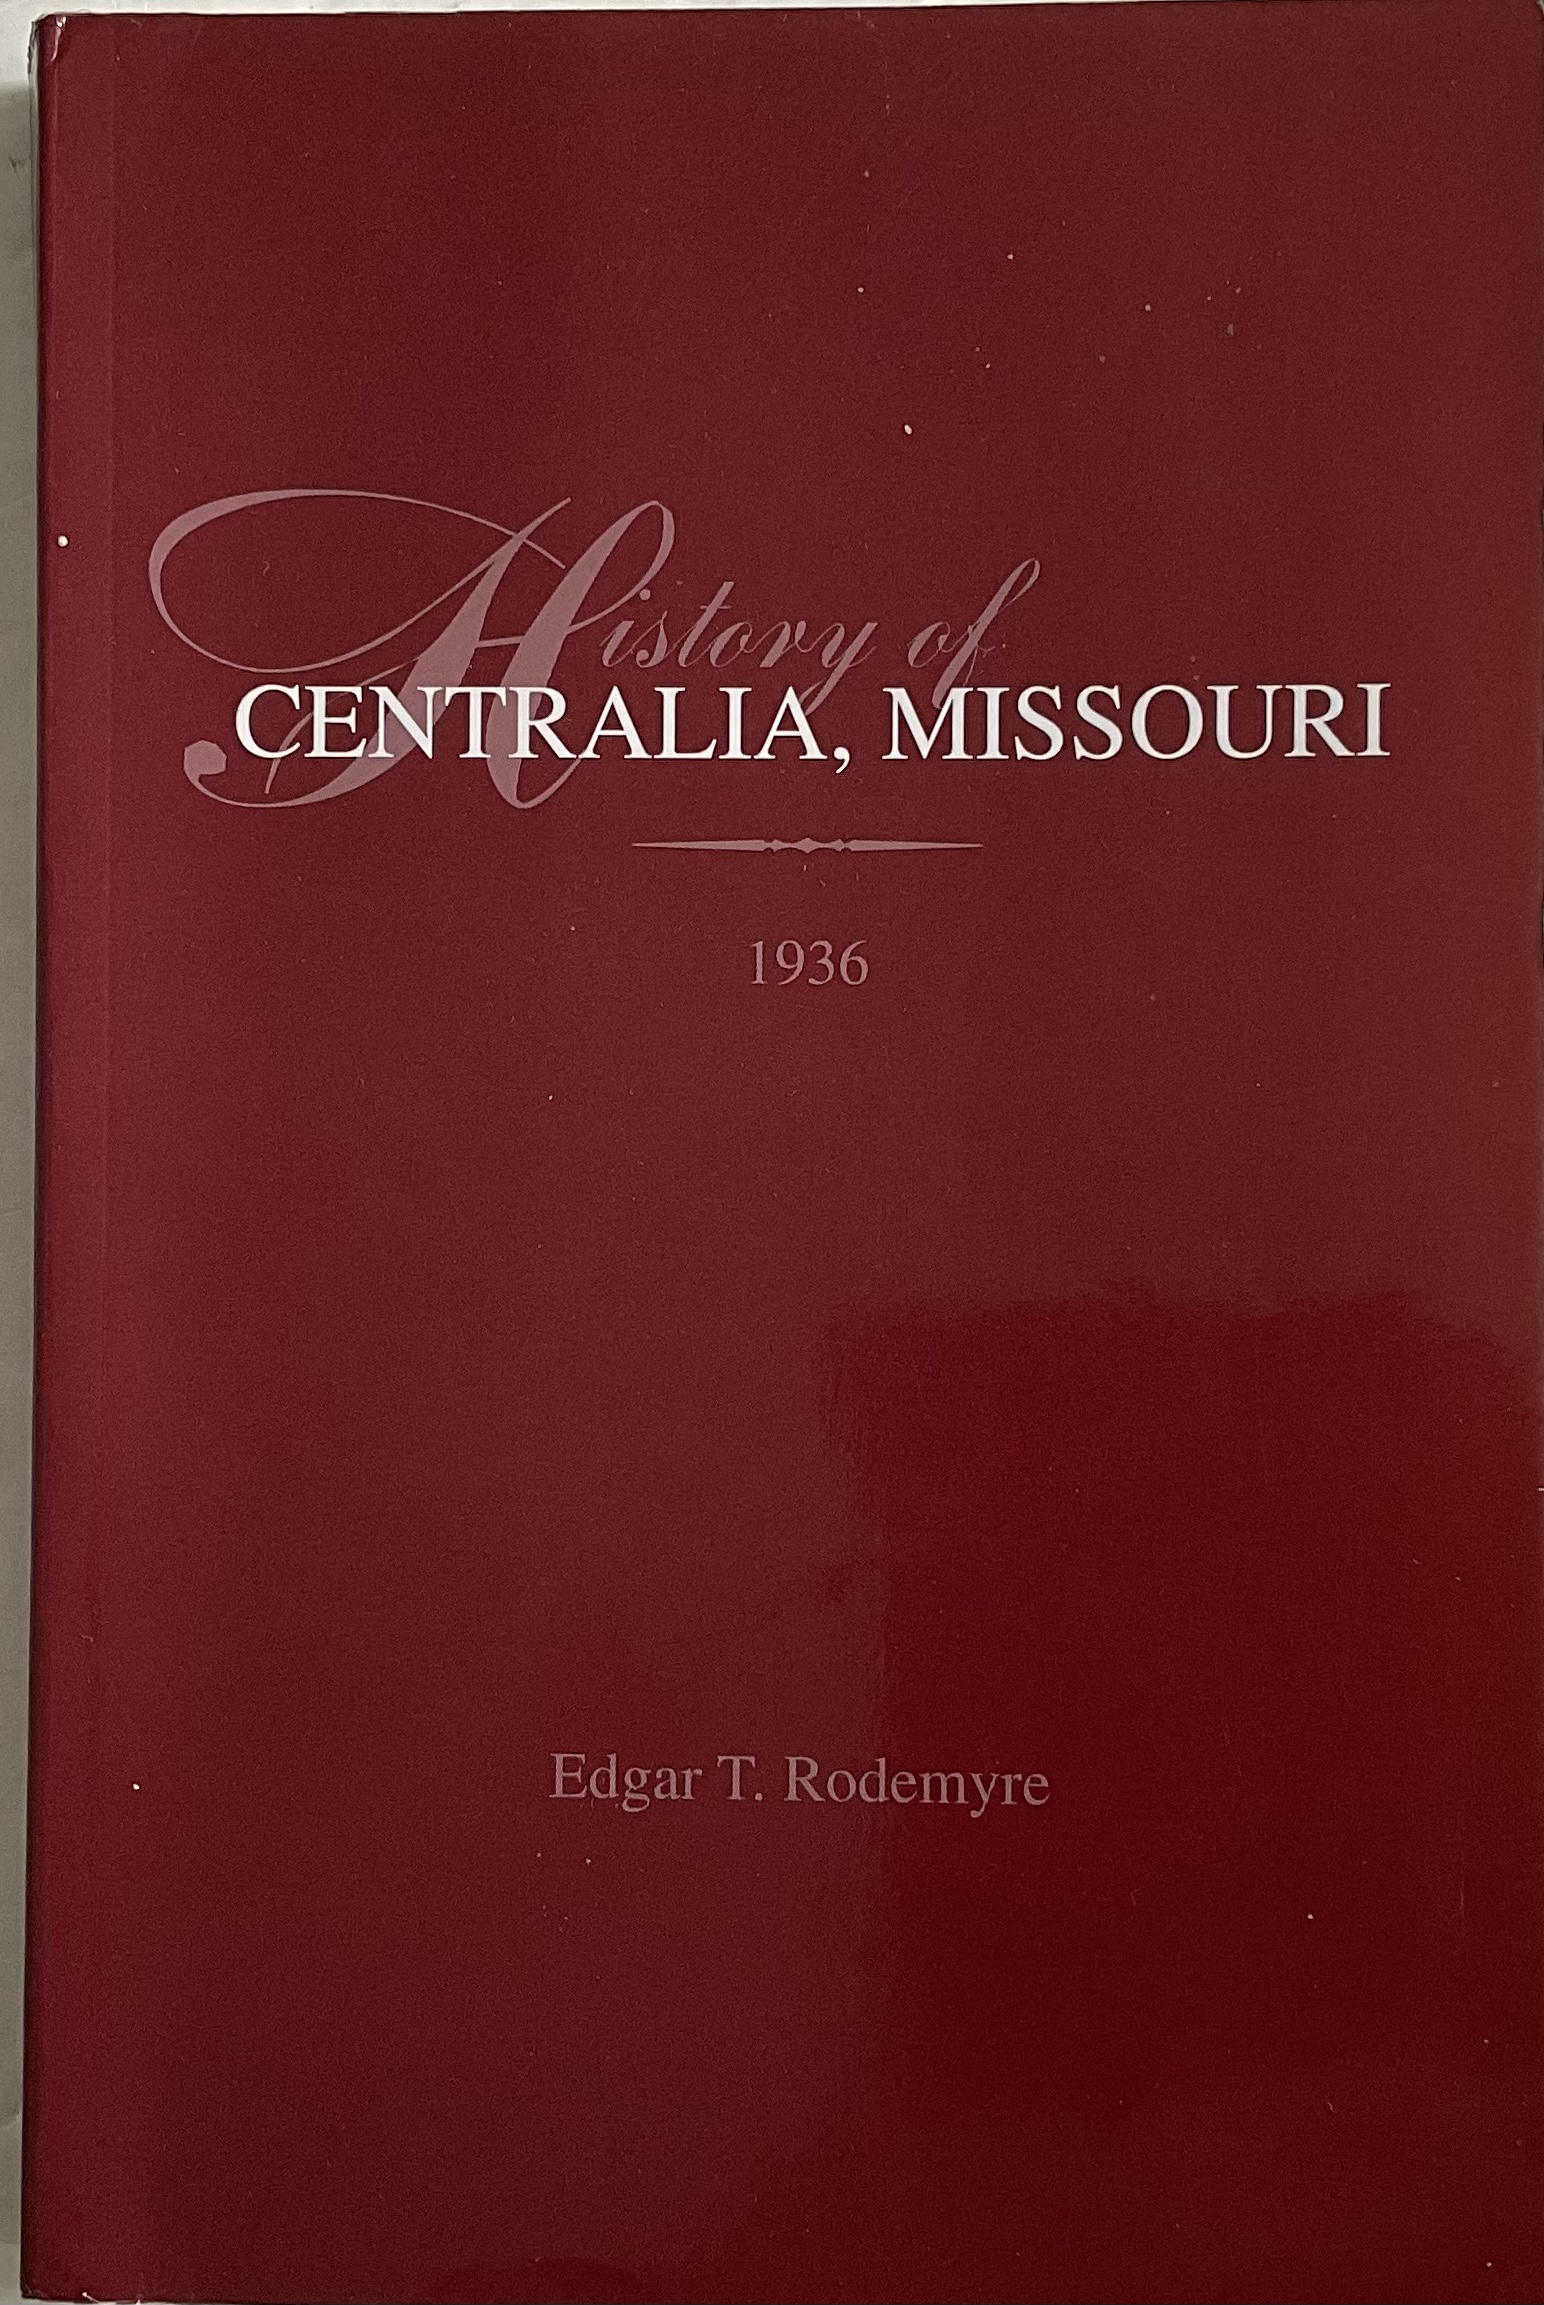 History of
CENTRALIA, MISSOURI
1936
Edgar T. Rodemyre